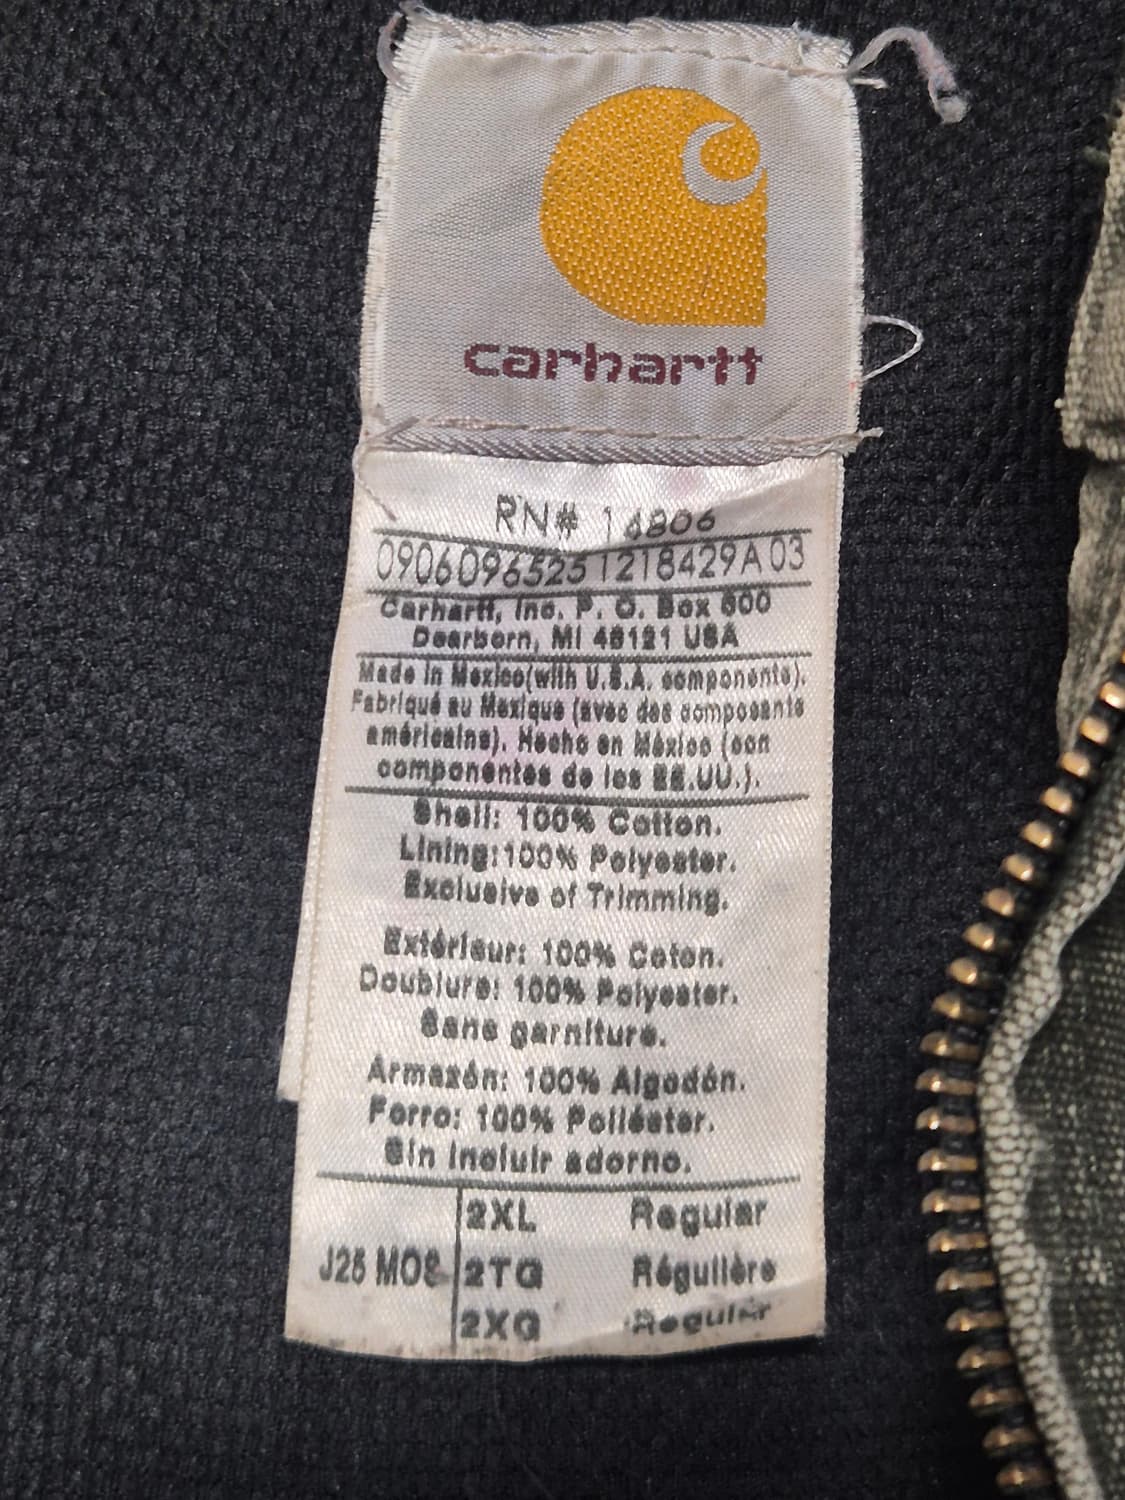 carhartt
RN# 14806
0906096525 1218429A 03
Carhartt, Inc. P. O. Box 600
Dearborn, MI 48121 USA
Made in Mexico(with U.S.A. components).
Fabriqué au Mexique (avec des composants
américains). Hecho en México (con
componentes de los EE.UU.).
Shell: 100% Cotton.
Lining:100% Polyester.
Exclusive of Trimming.
Extérieur: 100% Coton.
Doublure: 100% Polyester.
Sans garniture.
Armazón: 100% Algodón.
Forro: 100% Poliéster.
Sin incluir adorno.
2XL Regular
J25 MOS 2TG Régulière
2XG Regular